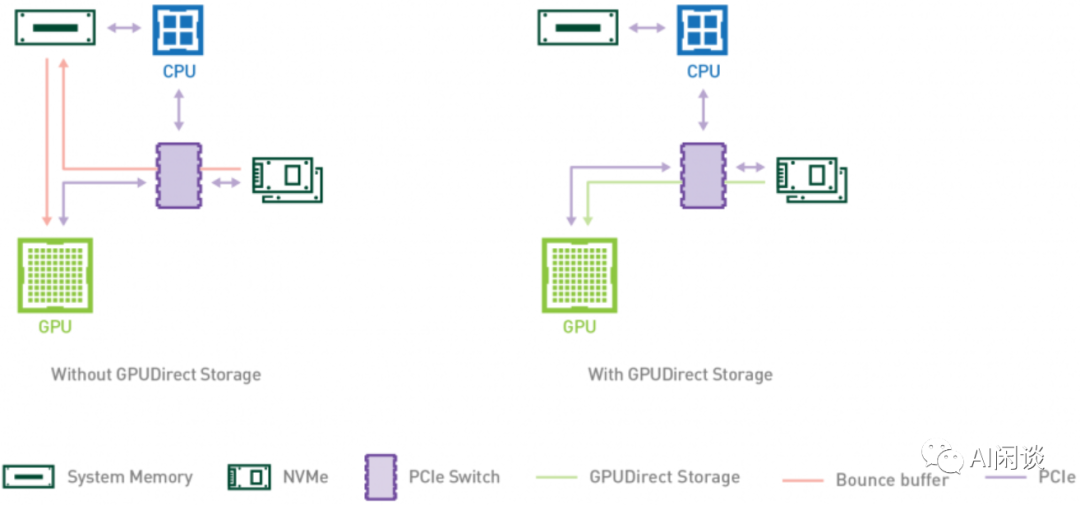 CPU
CPU
GPU
GPU
Without GPUDirect Storage
With GPUDirect Storage
AI闲谈
System Memory
NVMe
PCIe Switch
GPUDirect Storage
Bounce buffer
PCIe